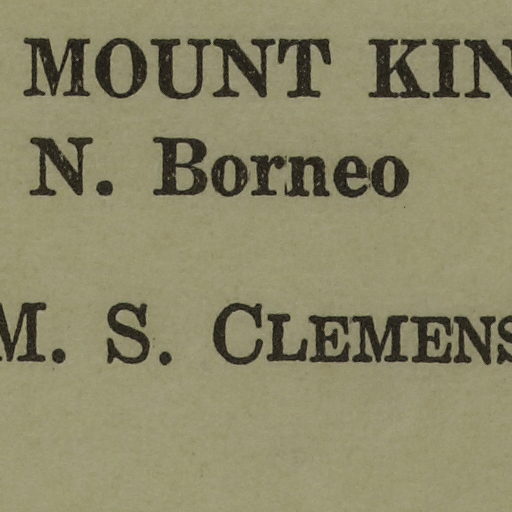 MOUNT KIN
N. Borneo
M. S. CLEMENS